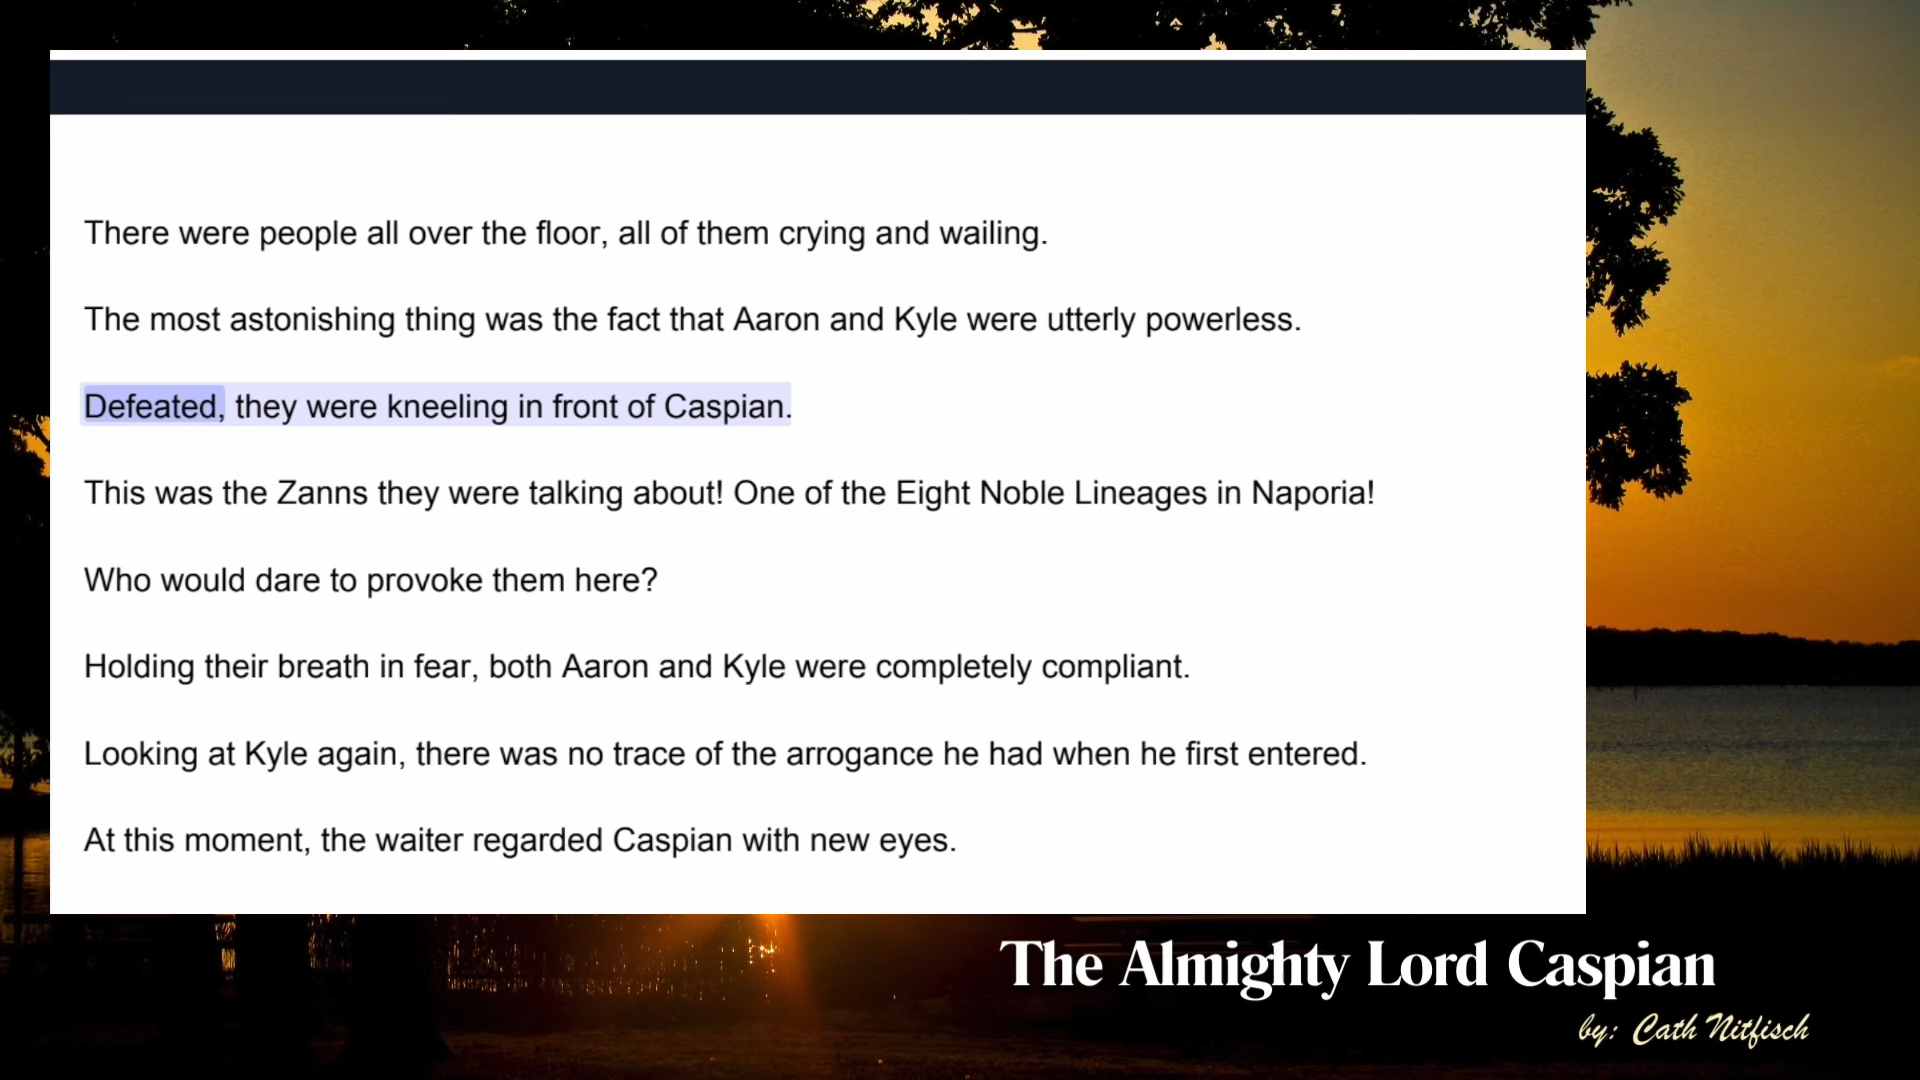 There were people all over the floor, all of them crying and wailing.
The most astonishing thing was the fact that Aaron and Kyle were utterly powerless.
Defeated, they were kneeling in front of Caspian.
This was the Zanns they were talking about! One of the Eight Noble Lineages in Naporia!
Who would dare to provoke them here?
Holding their breath in fear, both Aaron and Kyle were completely compliant.
Looking at Kyle again, there was no trace of the arrogance he had when he first entered.
At this moment, the waiter regarded Caspian with new eyes.
The Almighty Lord Caspian
by: Cath Nitfisch